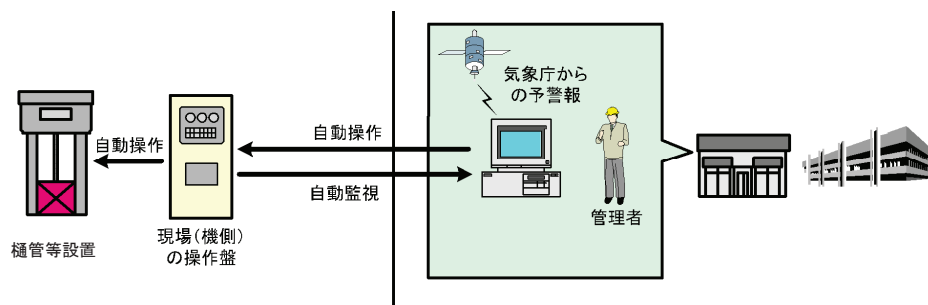 自動操作
樋管等設置
現場(機側)
の操作盤
自動操作
自動監視
気象庁から
の予警報
管理者